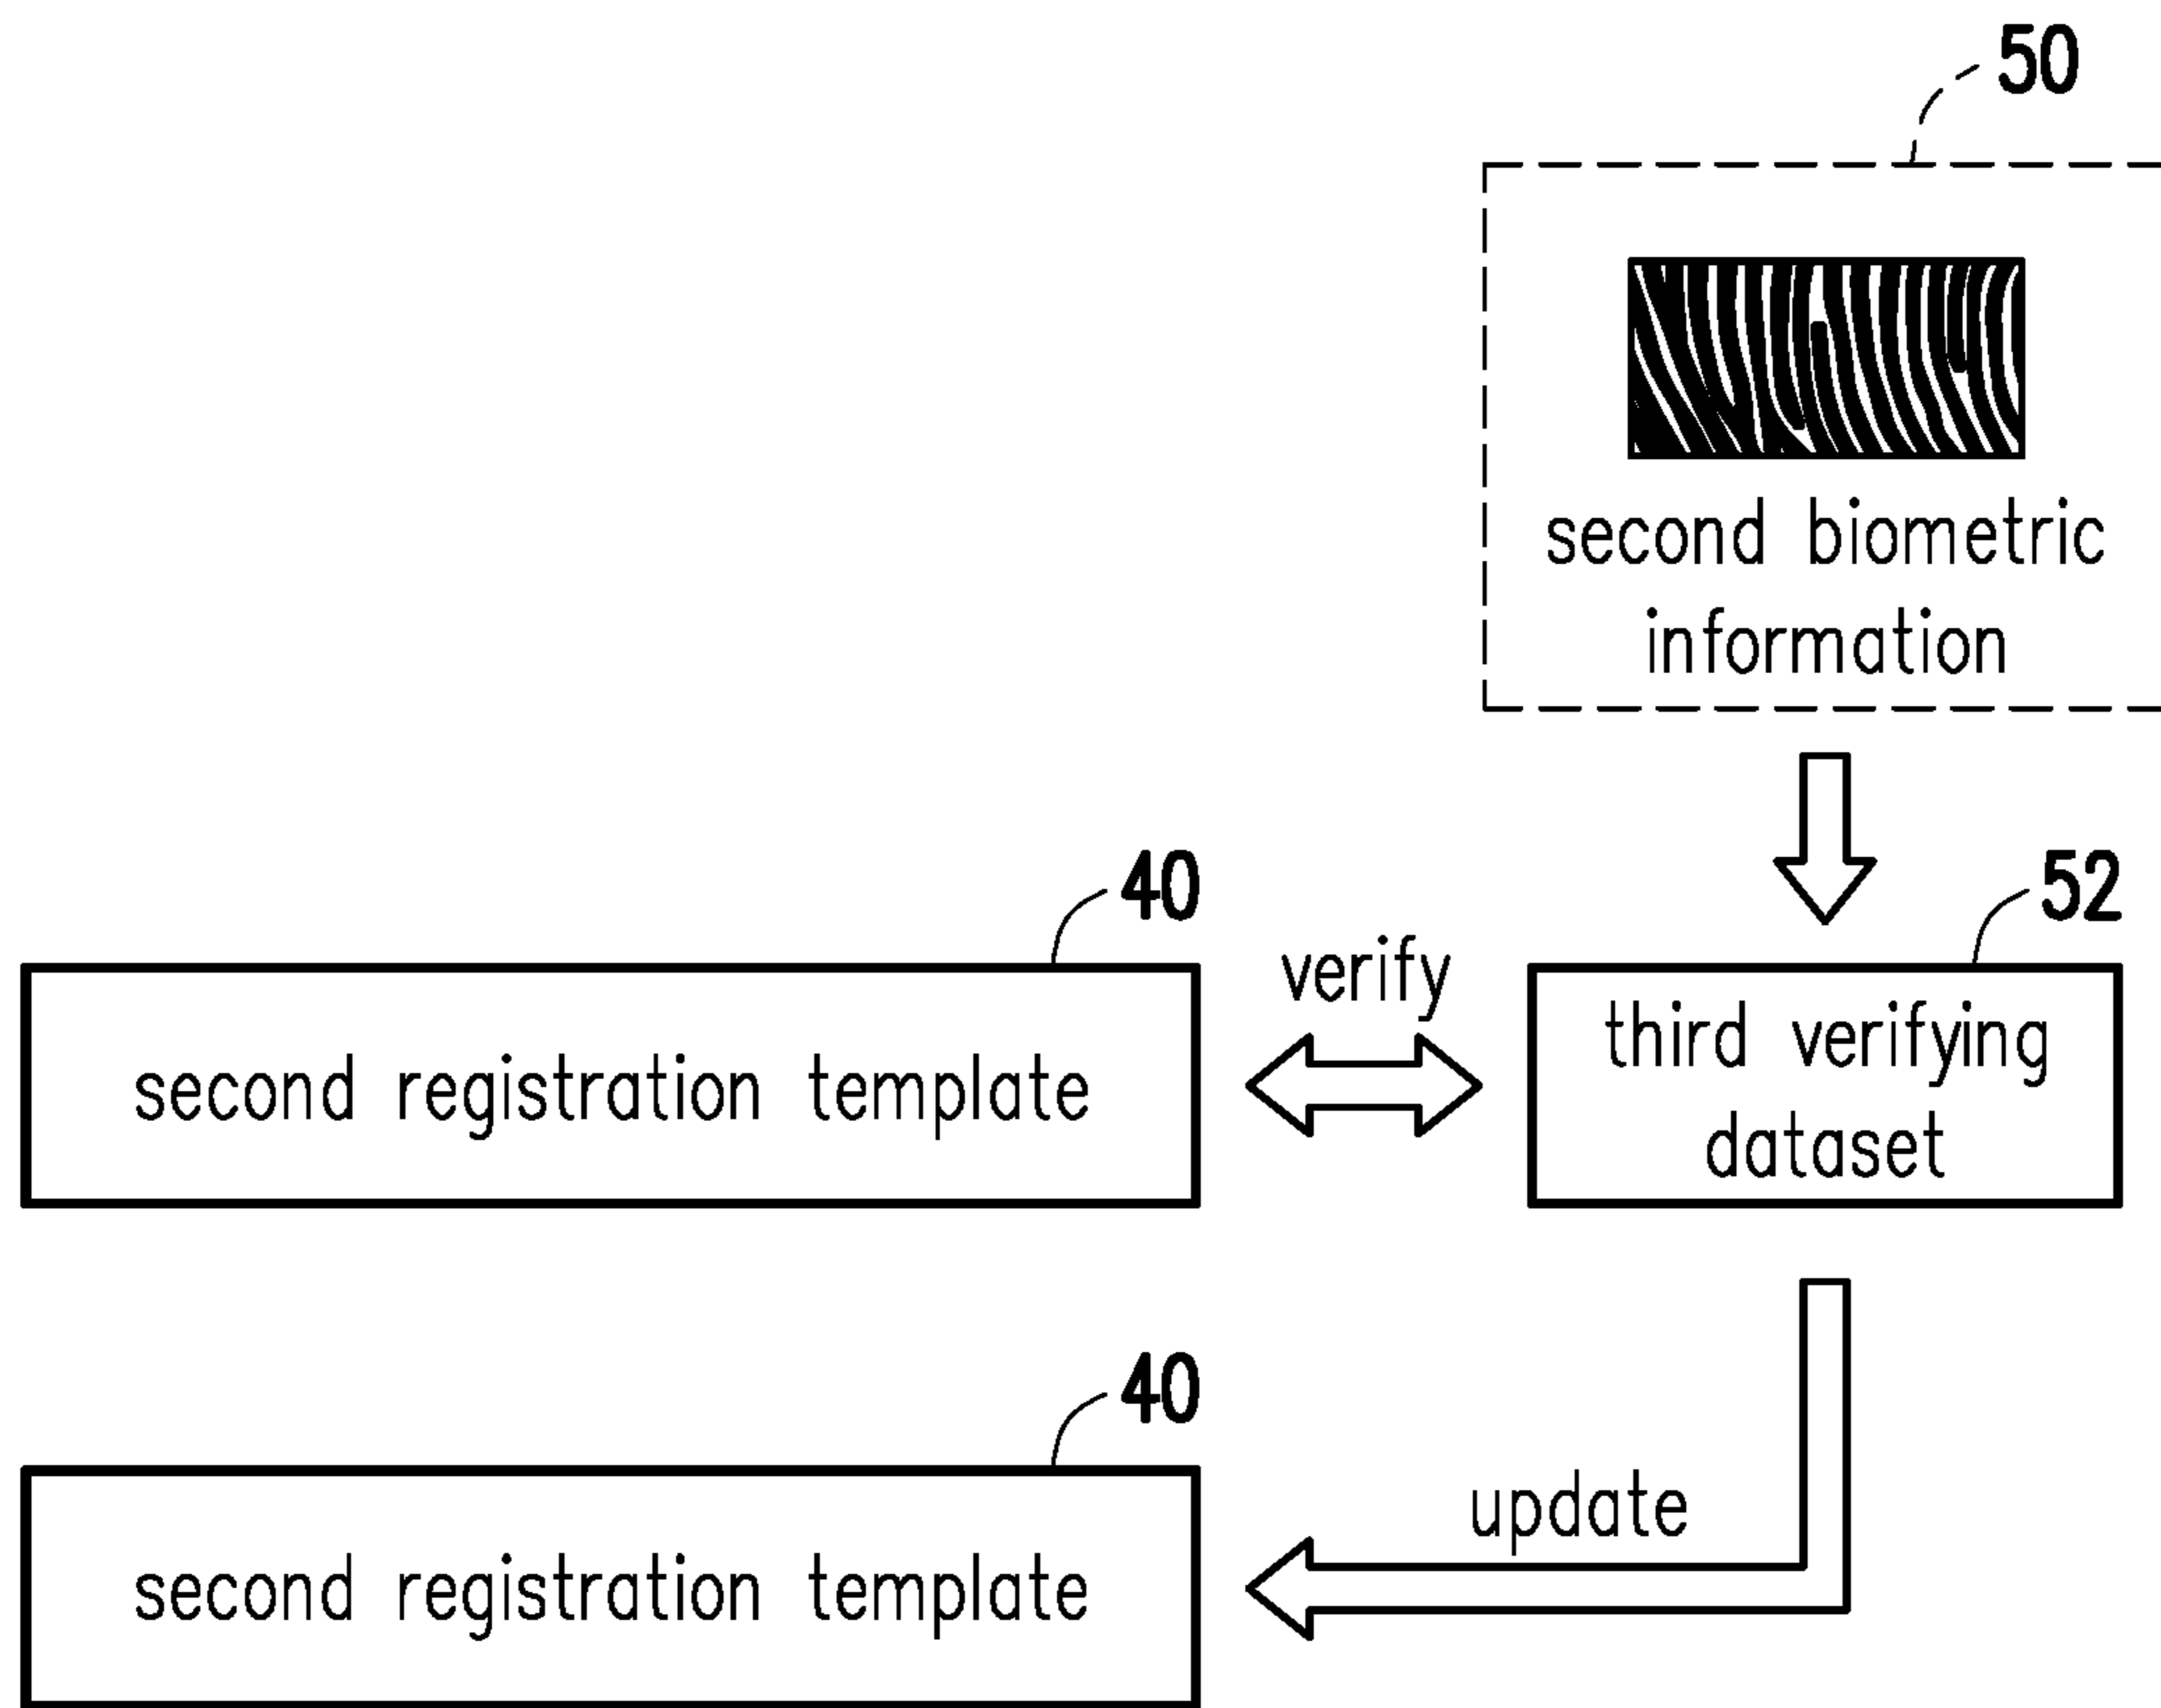 50
second biometric
information
40
52
verify
second registration template
third verifying
dataset
40
update
second registration template